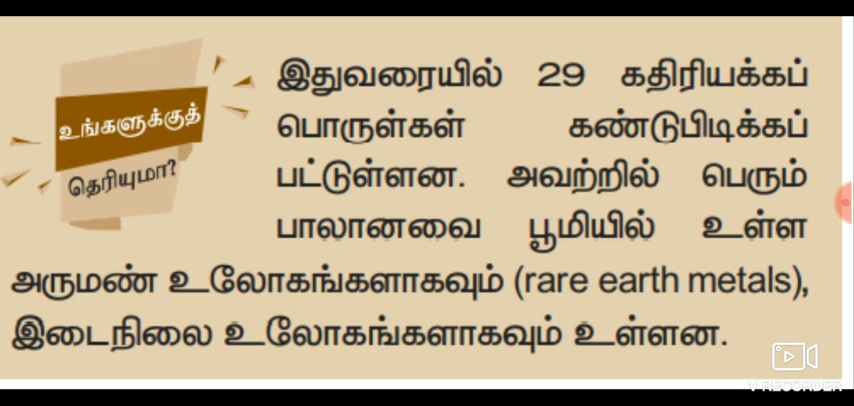 உங்களுக்குத்
தெரியுமா?
இதுவரையில் 29 கதிரியக்கப்
பொருள்கள் கண்டுபிடிக்கப்
பட்டுள்ளன. அவற்றில் பெரும்
பாலானவை பூமியில் உள்ள
அருமண் உலோகங்களாகவும் (rare earth metals),
இடைநிலை உலோகங்களாகவும் உள்ளன.
V RECORDER